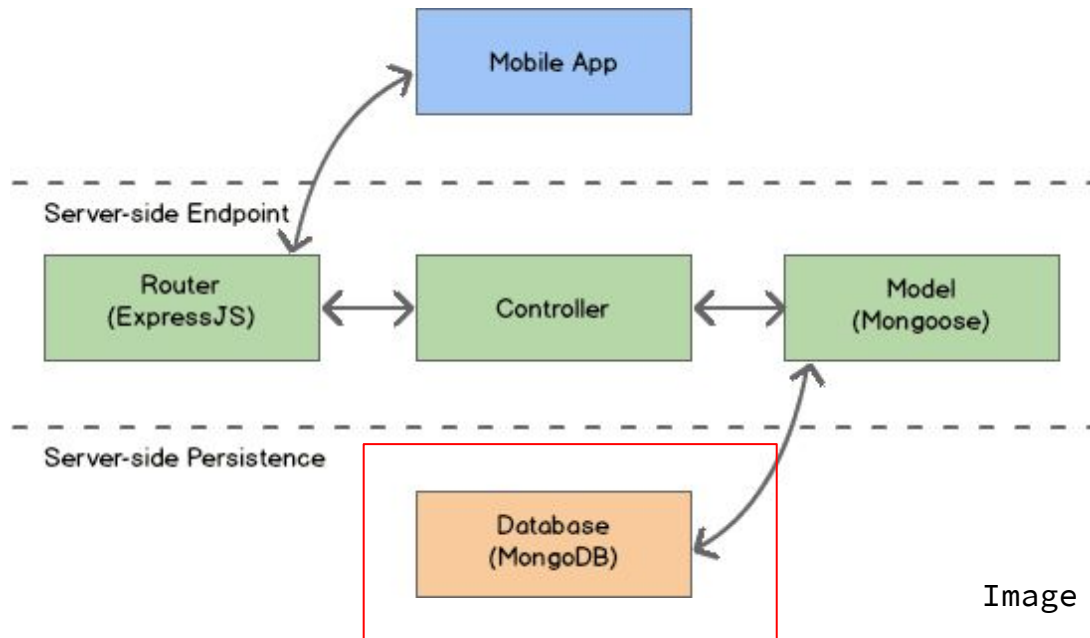 Mobile App
Server-side Endpoint
Router
(ExpressJS)
Controller
Model
(Mongoose)
Server-side Persistence
Database
(MongoDB)
Image